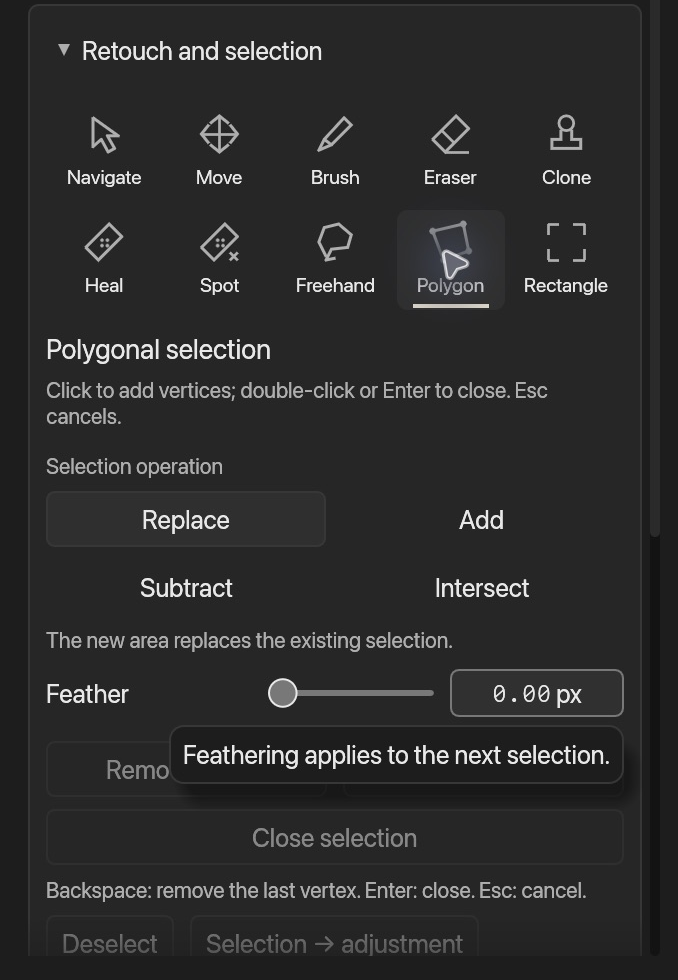 Retouch and selection
Navigate Move Brush Eraser Clone
Heal Spot Freehand Polygon Rectangle
Polygonal selection
Click to add vertices; double-click or Enter to close. Esc
cancels.
Selection operation
Replace Add
Subtract Intersect
The new area replaces the existing selection.
Feather 0.00 px
Feathering applies to the next selection.
Close selection
Backspace: remove the last vertex. Enter: close. Esc: cancel.
Deselect Selection → adjustment